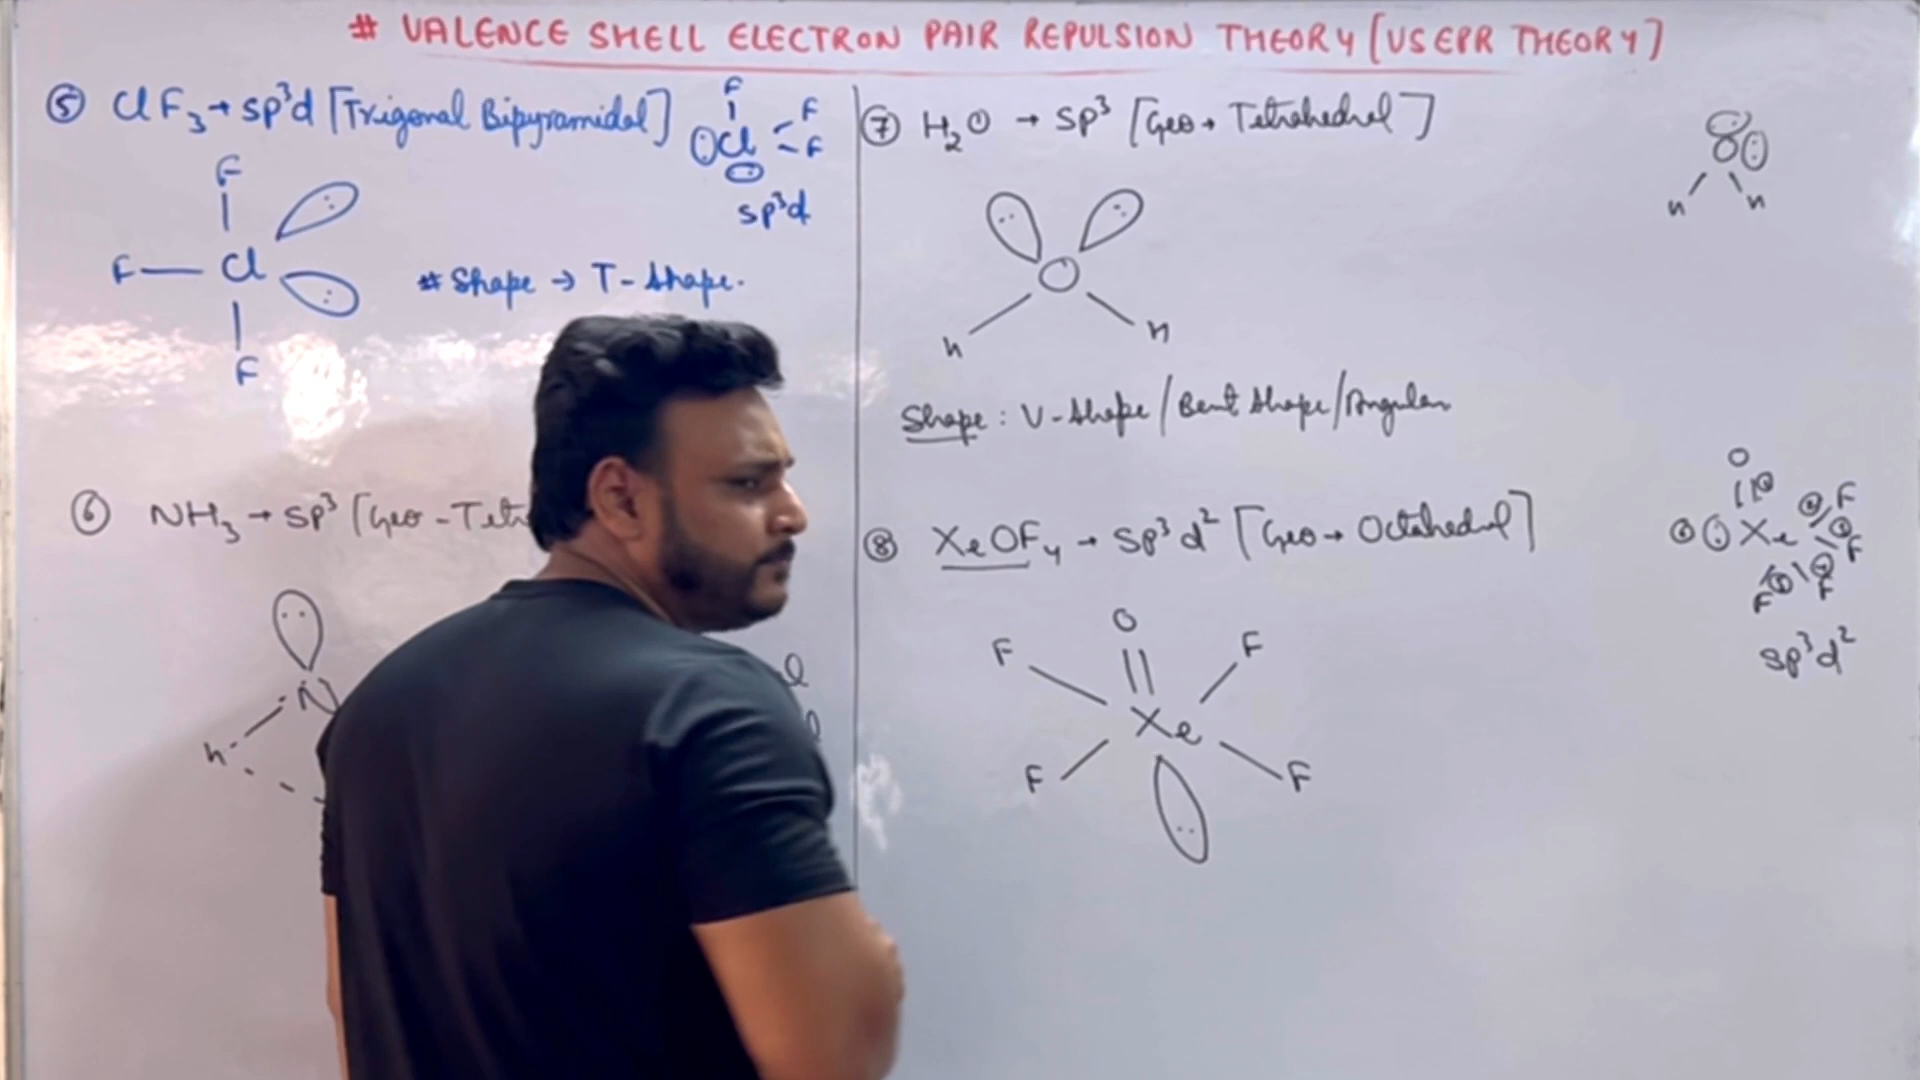 # VALENCE SHELL ELECTRON PAIR REPULSION THEORY [VSEPR THEORY]
⑤ ClF₃ → sp³d [Trigonal Bipyramidal]
F
F
Cl
F
sp³d
F
F — Cl
F
# Shape → T-shape.
⑥ NH₃ → sp³ [Geo - Tetr
N
H
⑦ H₂O → sp³ [Geo → Tetrahedral]
H H
O
H H
Shape : V-shape / Bent shape / Angular
⑧ XeOF₄ → sp³d² [Geo → Octahedral]
O
F F
Xe
F F
O
Xe F
F
F F
sp³d²